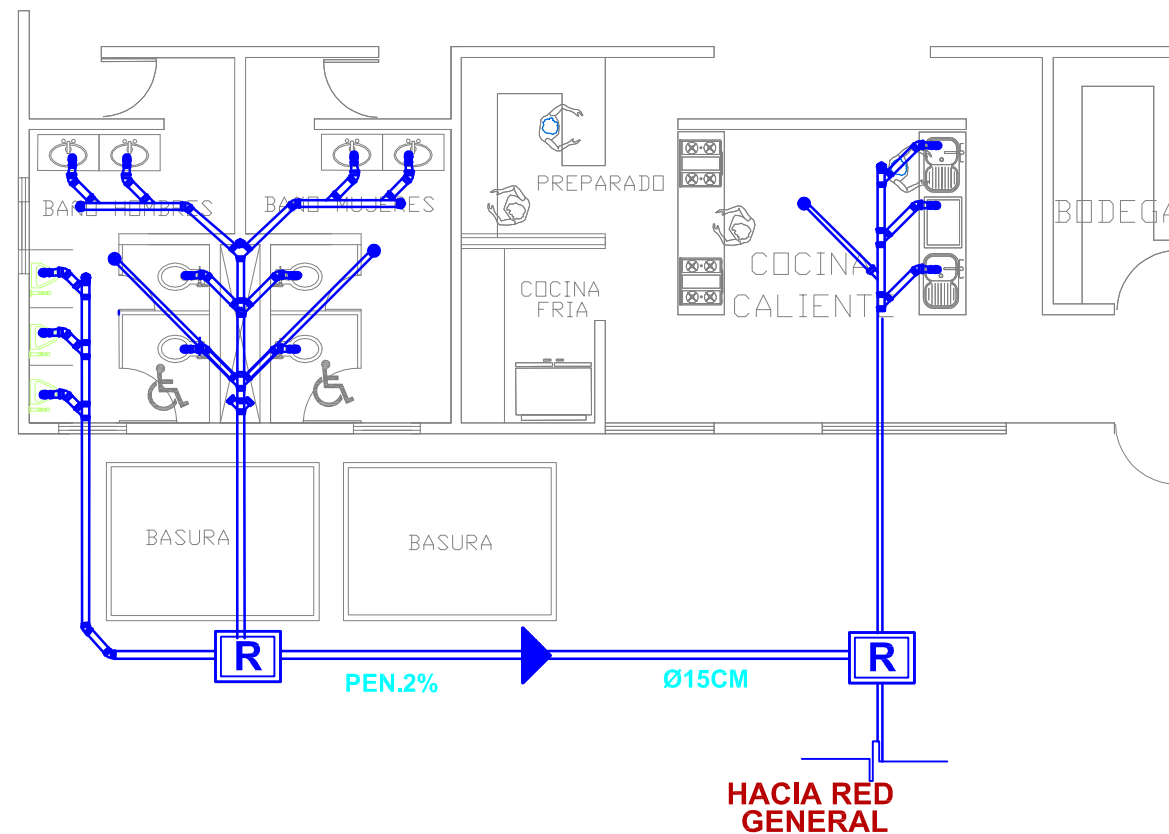 PREPARADO
BAÑO HOMBRES
BAÑO MUJERES
BODEGA
COCINA
CALIENTE
COCINA
FRIA
BASURA
BASURA
R
R
PEN.2%
Ø15CM
HACIA RED
GENERAL